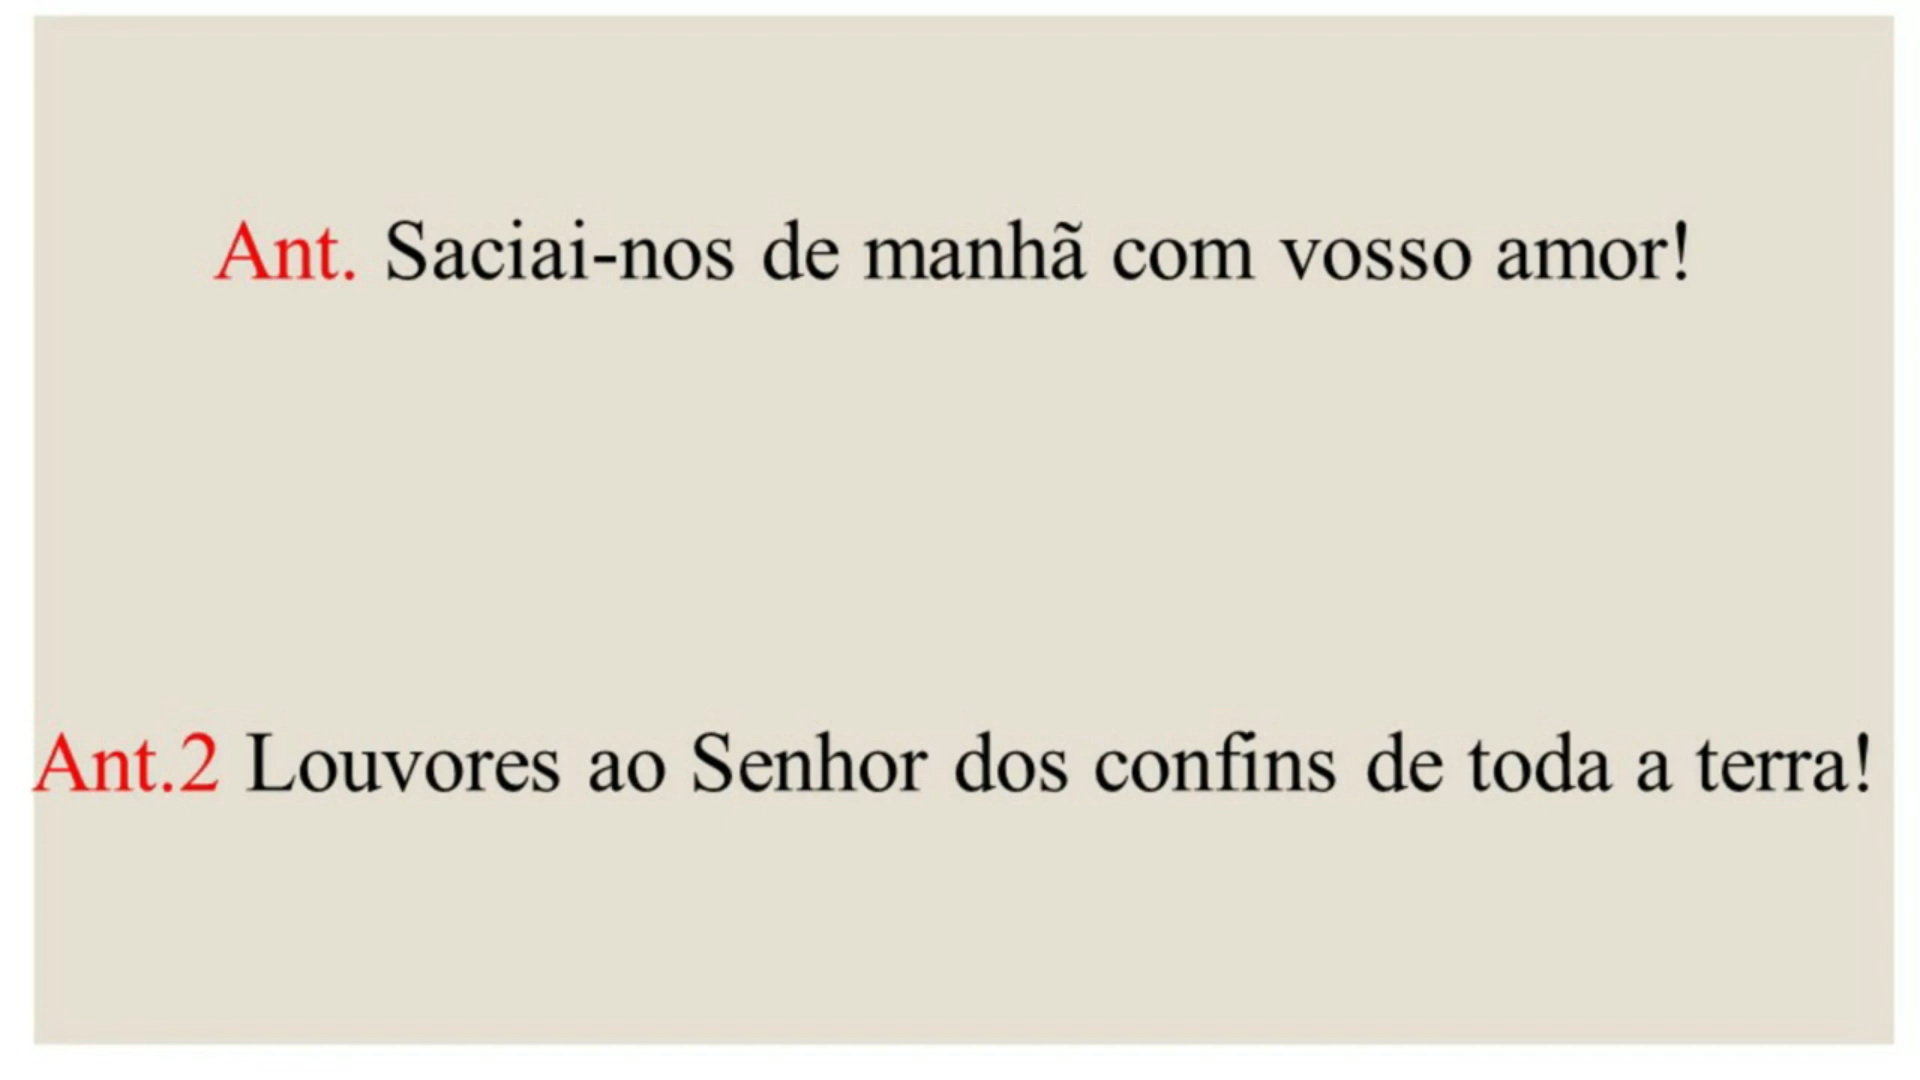 Ant. Saciai-nos de manhã com vosso amor!
Ant.2 Louvores ao Senhor dos confins de toda a terra!